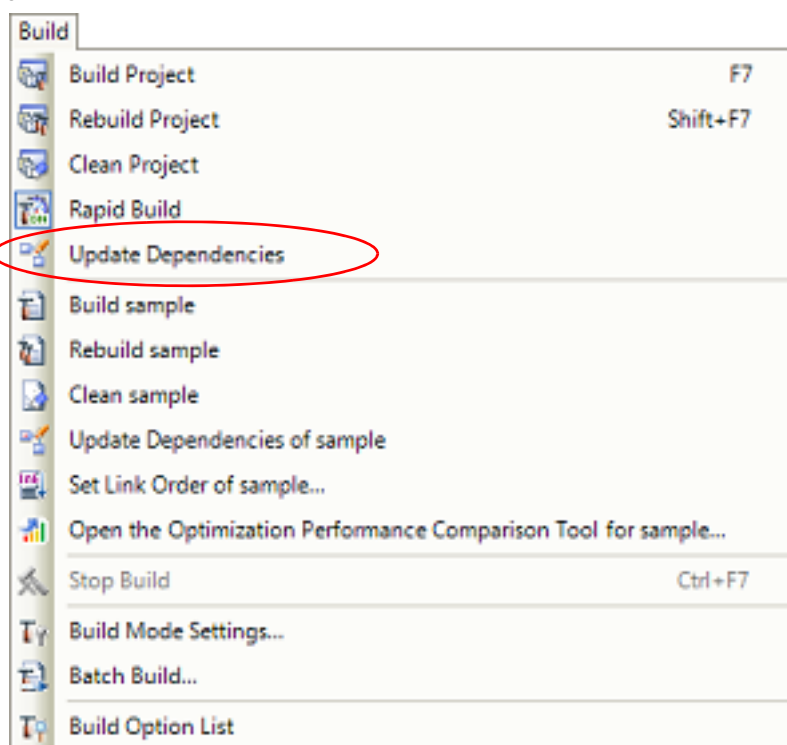 Build
Build Project F7
Rebuild Project Shift+F7
Clean Project
Rapid Build
Update Dependencies
Build sample
Rebuild sample
Clean sample
Update Dependencies of sample
Set Link Order of sample...
Open the Optimization Performance Comparison Tool for sample...
Stop Build Ctrl+F7
Build Mode Settings...
Batch Build...
Build Option List